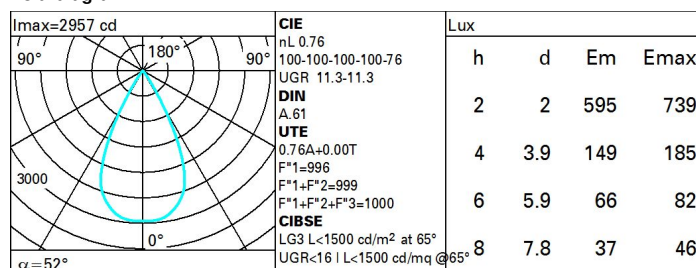 Imax=2957 cd
90°
180°
90°
3000
0°
α=52°
CIE
nL 0.76
100-100-100-100-76
UGR 11.3-11.3
DIN
A.61
UTE
0.76A+0.00T
F"1=996
F"1+F"2=999
F"1+F"2+F"3=1000
CIBSE
LG3 L<1500 cd/m² at 65°
UGR<16 | L<1500 cd/mq @65°
Lux
h d Em Emax
2 2 595 739
4 3.9 149 185
6 5.9 66 82
8 7.8 37 46